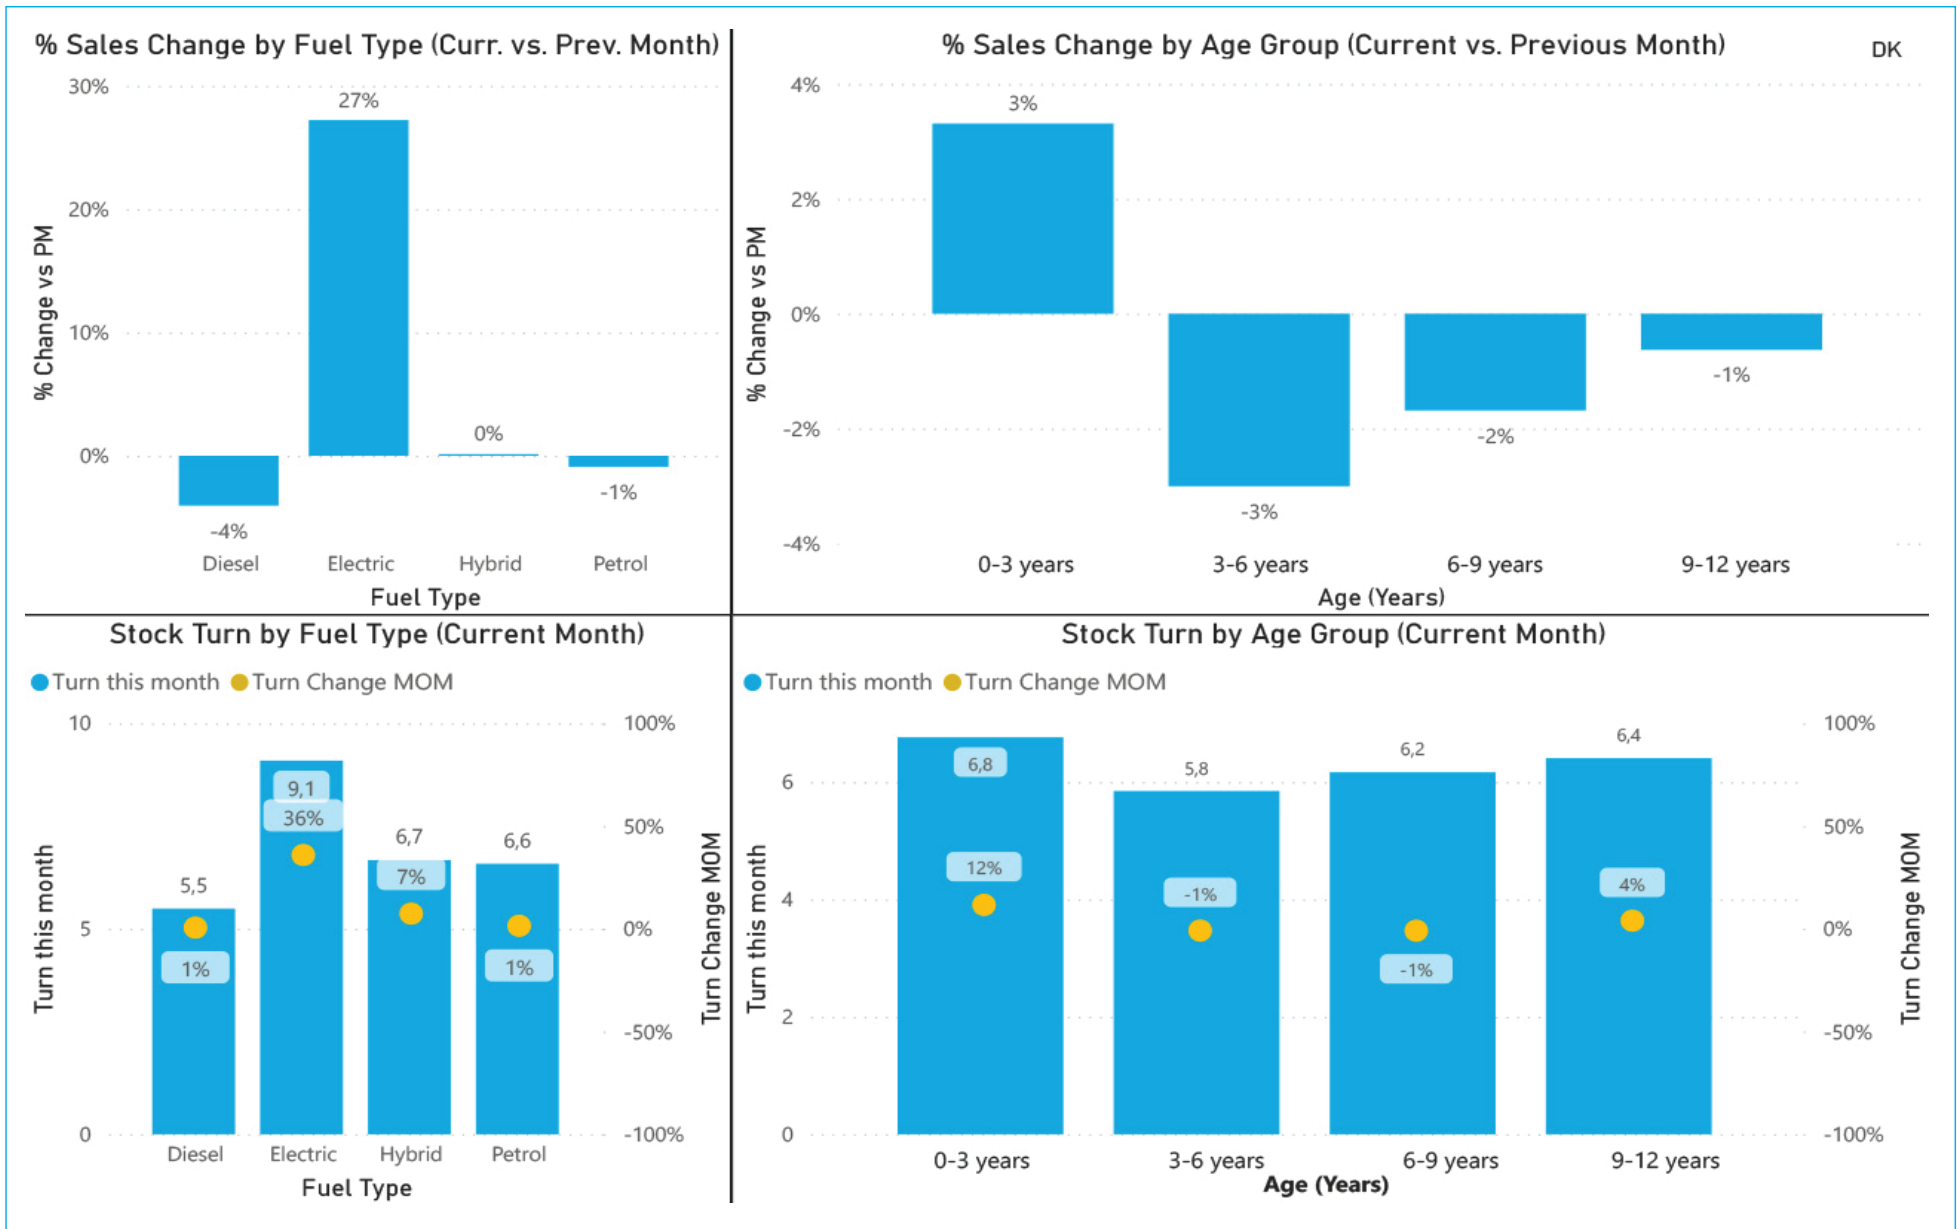 % Sales Change by Fuel Type (Curr. vs. Prev. Month)
30%
20%
10%
0%
% Change vs PM
27%
0%
-1%
-4%
Diesel Electric Hybrid Petrol
Fuel Type
% Sales Change by Age Group (Current vs. Previous Month)
DK
4%
2%
0%
-2%
-4%
% Change vs PM
3%
-3%
-2%
-1%
0-3 years 3-6 years 6-9 years 9-12 years
Age (Years)
Stock Turn by Fuel Type (Current Month)
Turn this month Turn Change MOM
10
5
0
Turn this month
5,5
1%
9,1
36%
6,7
7%
6,6
1%
100%
50%
0%
-50%
-100%
Turn Change MOM
Diesel Electric Hybrid Petrol
Fuel Type
Stock Turn by Age Group (Current Month)
Turn this month Turn Change MOM
6
4
2
0
Turn this month
6,8
12%
5,8
-1%
6,2
-1%
6,4
4%
100%
50%
0%
-50%
-100%
Turn Change MOM
0-3 years 3-6 years 6-9 years 9-12 years
Age (Years)